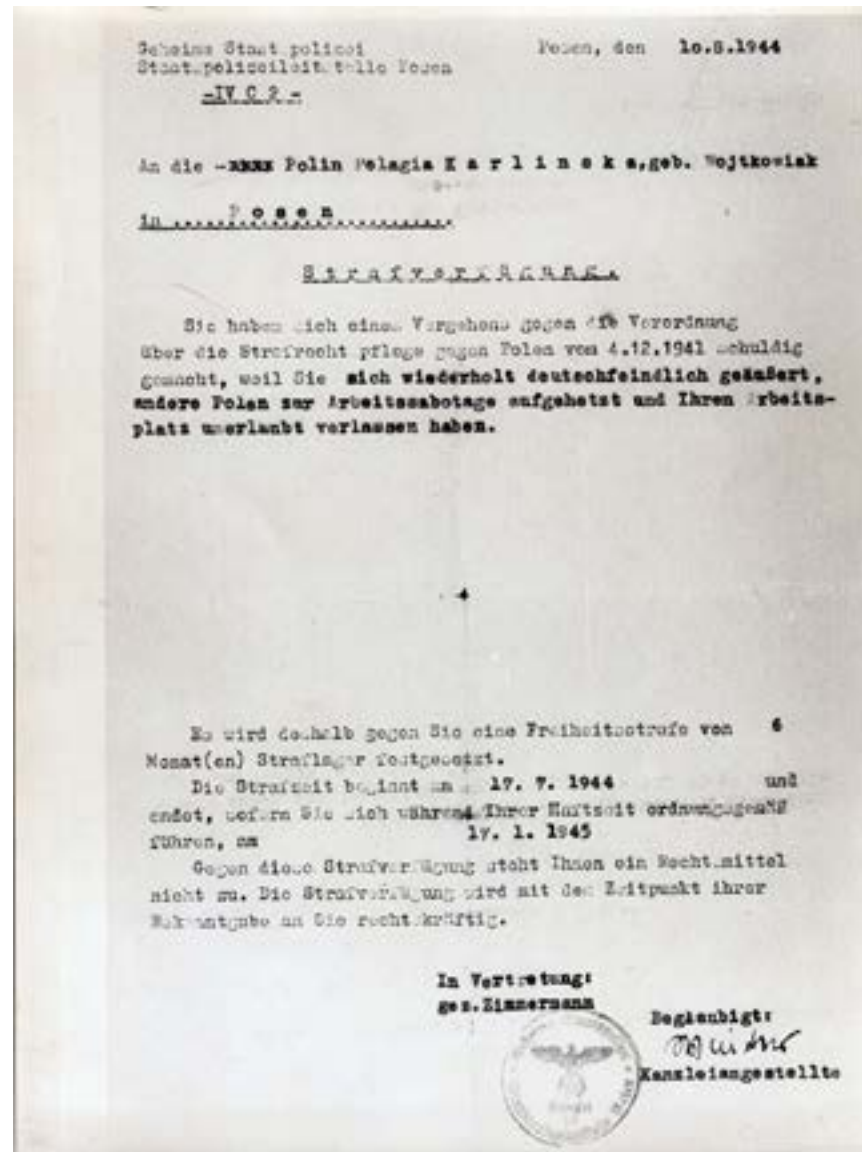 Geheime Staatspolizei Posen, den 10.8.1944
Staatspolizeileitstelle Posen
-IV C 2 -
An die - Polin Pelagia K a r l i n s k a, geb. Wojtkowiak
in ..... P o s e n .....
S t r a f v e r f ü g u n g .
Sie haben sich eines Vergehens gegen die Verordnung
über die Strafrechtspflege gegen Polen vom 4.12.1941 schuldig
gemacht, weil Sie sich wiederholt deutschfeindlich geäußert,
andere Polen zur Arbeitssabotage aufgehetzt und Ihren Arbeits-
platz unerlaubt verlassen haben.
Es wird deshalb gegen Sie eine Freiheitsstrafe von 6
Monat(en) Straflager festgesetzt.
Die Strafzeit beginnt am 17. 7. 1944 und
endet, sofern Sie sich während Ihrer Haftzeit ordnungsgemäß
führen, am 17. 1. 1945
Gegen diese Strafverfügung steht Ihnen ein Rechtsmittel
nicht zu. Die Strafverfügung wird mit dem Zeitpunkt ihrer
Bekanntgabe an Sie rechtskräftig.
In Vertretung:
gez.Zimmermann
Beglaubigt:
Kanzleiangestellte